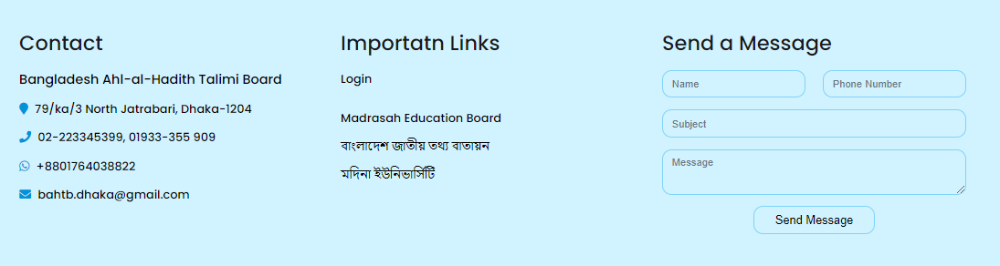 Contact
Bangladesh Ahl-al-Hadith Talimi Board
79/ka/3 North Jatrabari, Dhaka-1204
02-223345399, 01933-355 909
+8801764038822
bahtb.dhaka@gmail.com
Importatn Links
Login
Madrasah Education Board
বাংলাদেশ জাতীয় তথ্য বাতায়ন
মদিনা ইউনিভার্সিটি
Send a Message
Name
Phone Number
Subject
Message
Send Message